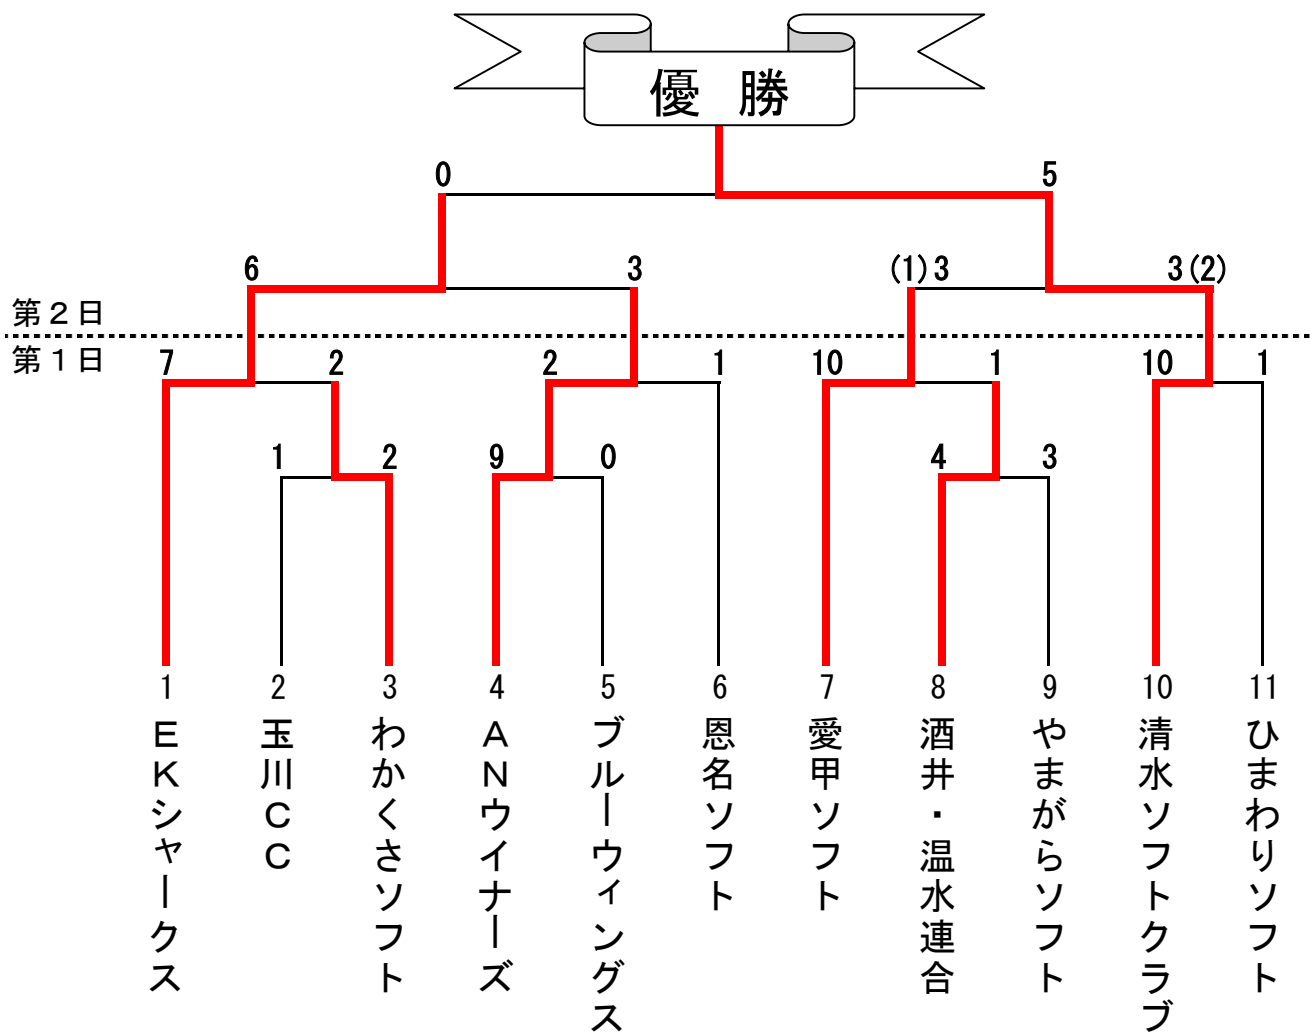 優 勝
0 5
6 3 (1)3 3(2)
第2日
第1日
7 2 2 1 10 1 10 1
1 2 9 0 4 3
1 2 3 4 5 6 7 8 9 10 11
EKシャークス
玉川CC
わかくさソフト
ANウイナーズ
ブルーウィングス
恩名ソフト
愛甲ソフト
酒井・温水連合
やまがらソフト
清水ソフトクラブ
ひまわりソフト